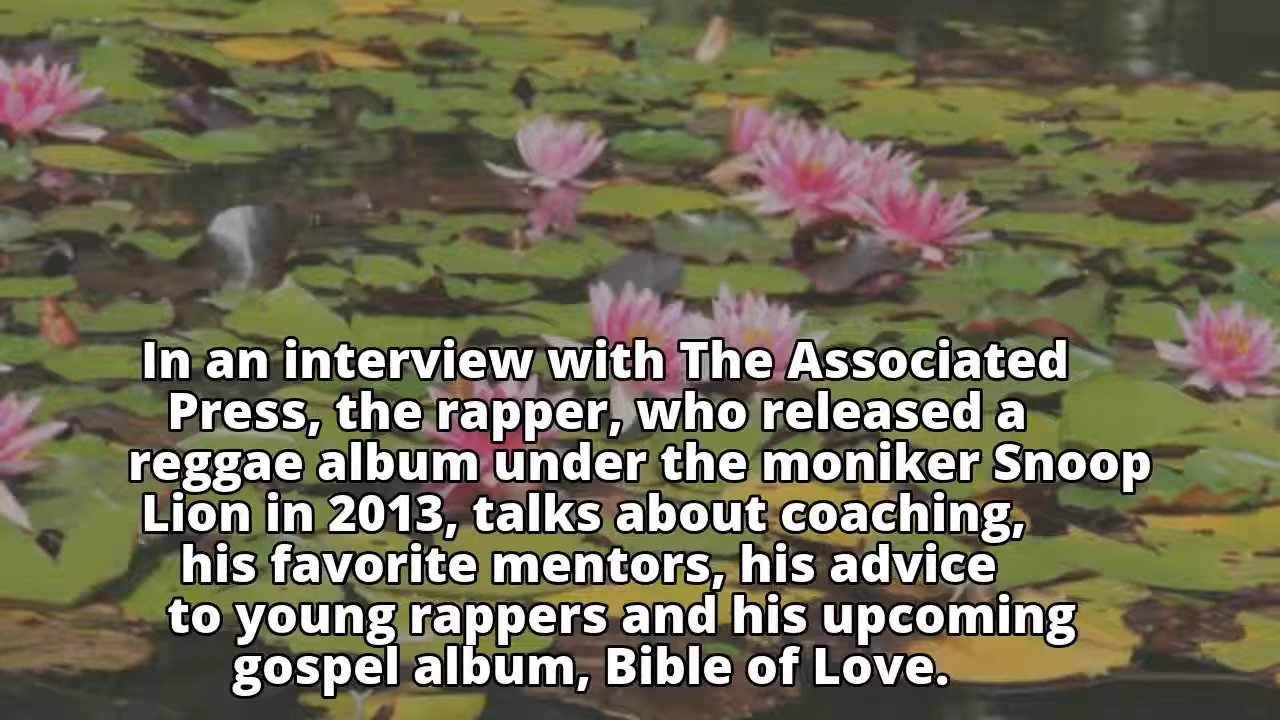 In an interview with The Associated
Press, the rapper, who released a
reggae album under the moniker Snoop
Lion in 2013, talks about coaching,
his favorite mentors, his advice
to young rappers and his upcoming
gospel album, Bible of Love.